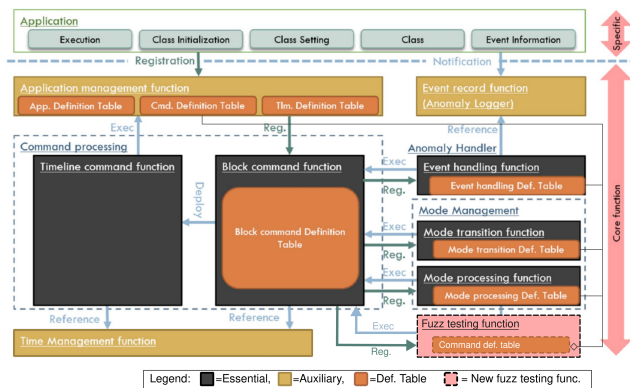 Application
Execution
Class Initialization
Class Setting
Class
Event Information
Specific
Registration
Notification
Application management function
App. Definition Table
Cmd. Definition Table
Tlm. Definition Table
Event record function
(Anomaly Logger)
Exec
Reg.
Reference
Command processing
Anomaly Handler
Timeline command function
Block command function
Exec
Event handling function
Event handling Def. Table
Reg.
Deploy
Block command Definition
Table
Mode Management
Exec
Mode transition function
Mode transition Def. Table
Reg.
Exec
Mode processing function
Mode processing Def. Table
Reg.
Core function
Reference
Reference
Exec
Fuzz testing function
Command def. table
Time Management function
Reg.
Legend: =Essential, =Auxiliary, =Def. Table = New fuzz testing func.